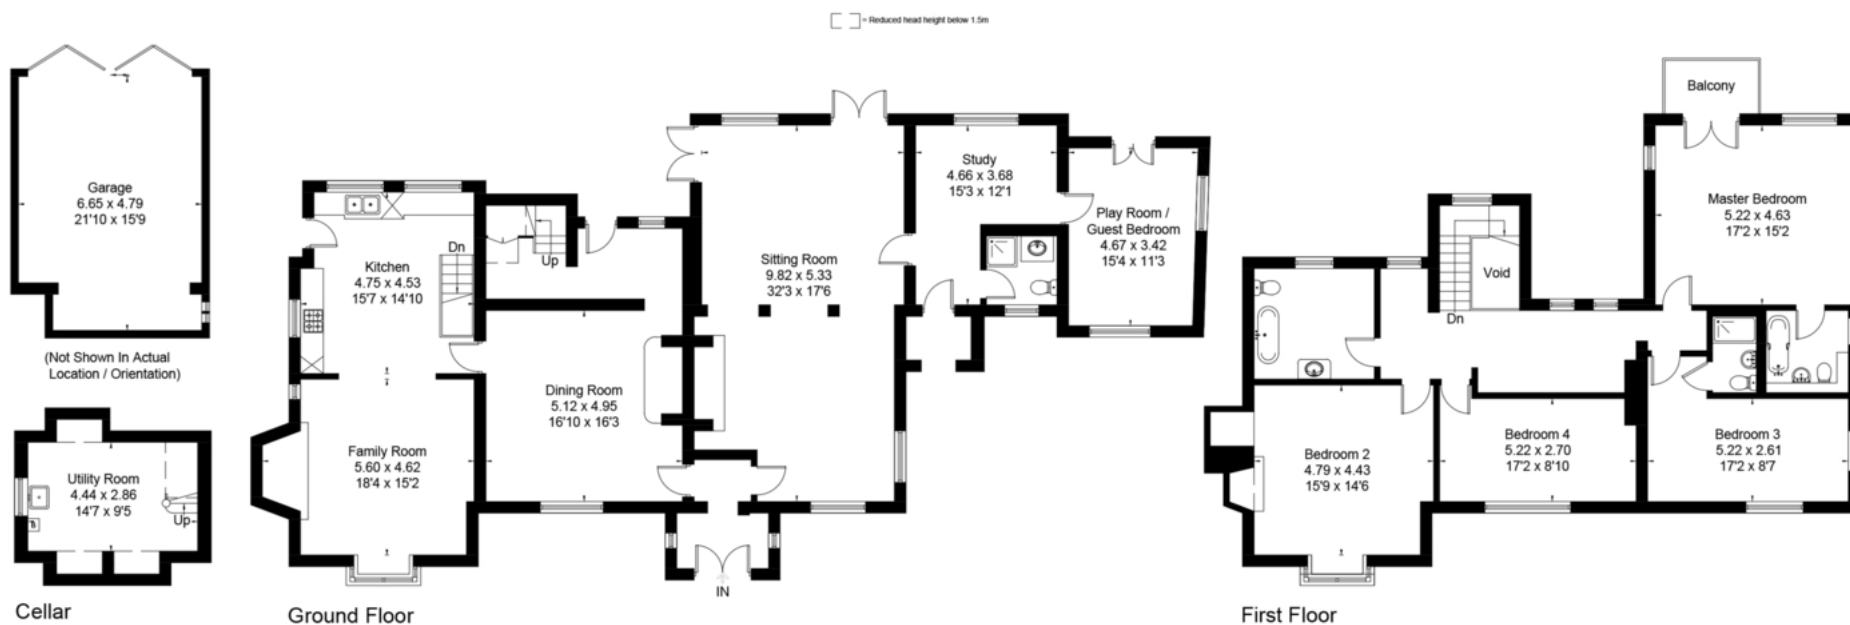 = Reduced head height below 1.5m
Garage
6.65 x 4.79
21'10 x 15'9
(Not Shown In Actual
Location / Orientation)
Utility Room
4.44 x 2.86
14'7 x 9'5
Up
Cellar
Kitchen
4.75 x 4.53
15'7 x 14'10
Dn
Up
Family Room
5.60 x 4.62
18'4 x 15'2
Dining Room
5.12 x 4.95
16'10 x 16'3
Sitting Room
9.82 x 5.33
32'3 x 17'6
Study
4.66 x 3.68
15'3 x 12'1
Play Room /
Guest Bedroom
4.67 x 3.42
15'4 x 11'3
IN
Ground Floor
Balcony
Master Bedroom
5.22 x 4.63
17'2 x 15'2
Void
Dn
Bedroom 2
4.79 x 4.43
15'9 x 14'6
Bedroom 4
5.22 x 2.70
17'2 x 8'10
Bedroom 3
5.22 x 2.61
17'2 x 8'7
First Floor